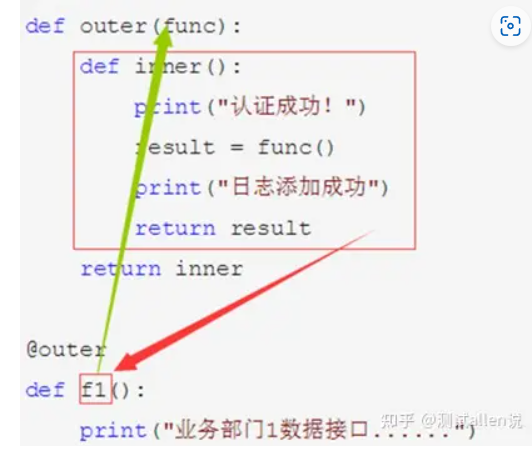 def outer(func):
    def inner():
        print("认证成功！")
        result = func()
        print("日志添加成功")
        return result
    return inner
@outer
def f1():
    print("业务部门1数据接口......")
知乎 @测试allen说